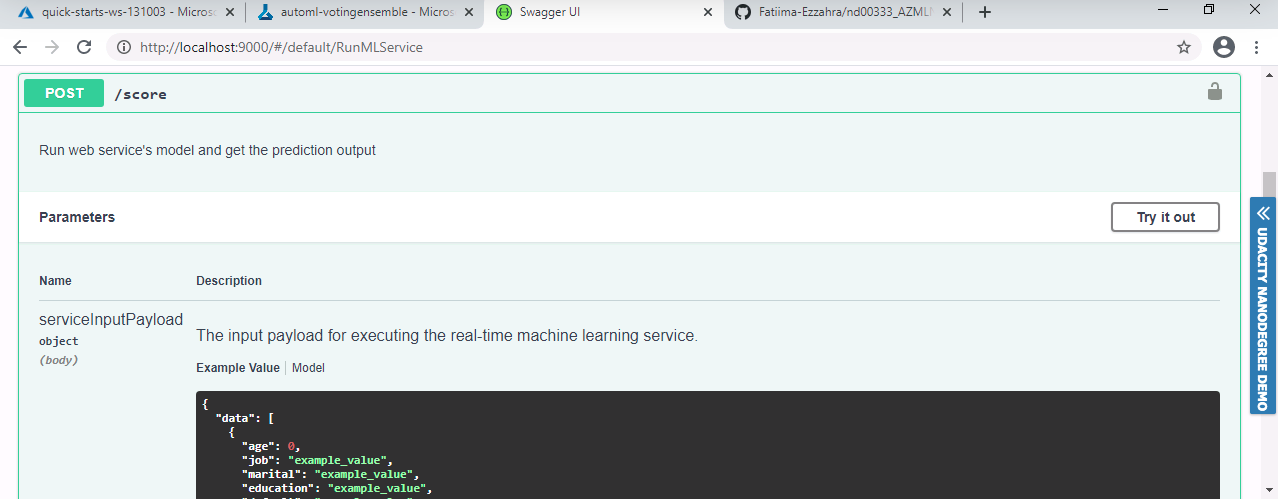 quick-starts-ws-131003 - Microso
automl-votingensemble - Micros
Swagger UI
Fatiima-Ezzahra/nd00333_AZMLN
http://localhost:9000/#/default/RunMLService
POST /score
Run web service's model and get the prediction output
Parameters
Try it out
Name Description
serviceInputPayload
object
(body)
The input payload for executing the real-time machine learning service.
Example Value | Model
{
"data": [
{
"age": 0,
"job": "example_value",
"marital": "example_value",
"education": "example_value",
UDACITY NANODEGREE DEMO